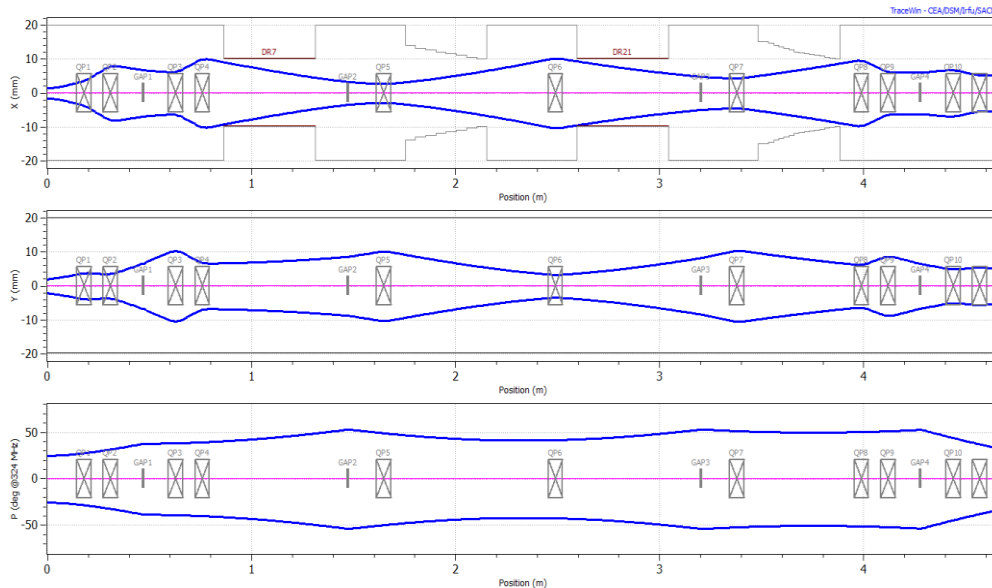 TraceWin - CEA/DSM/Irfu/SACM
X (mm)
20
10
0
-10
-20
QP1 QP2 GAP1 QP3 QP4 DR7 GAP2 QP5 QP6 DR21 QP7 QP8 QP9 QP10
0 1 2 3 4
Position (m)
Y (mm)
20
10
0
-10
-20
QP1 QP2 GAP1 QP3 QP4 GAP2 QP5 QP6 GAP3 QP7 QP8 QP9 GAP4 QP10
0 1 2 3 4
Position (m)
P (deg @324 MHz)
50
0
-50
GAP1 QP3 QP4 GAP2 QP5 QP6 GAP3 QP7 QP8 QP9 GAP4 QP10
0 1 2 3 4
Position (m)